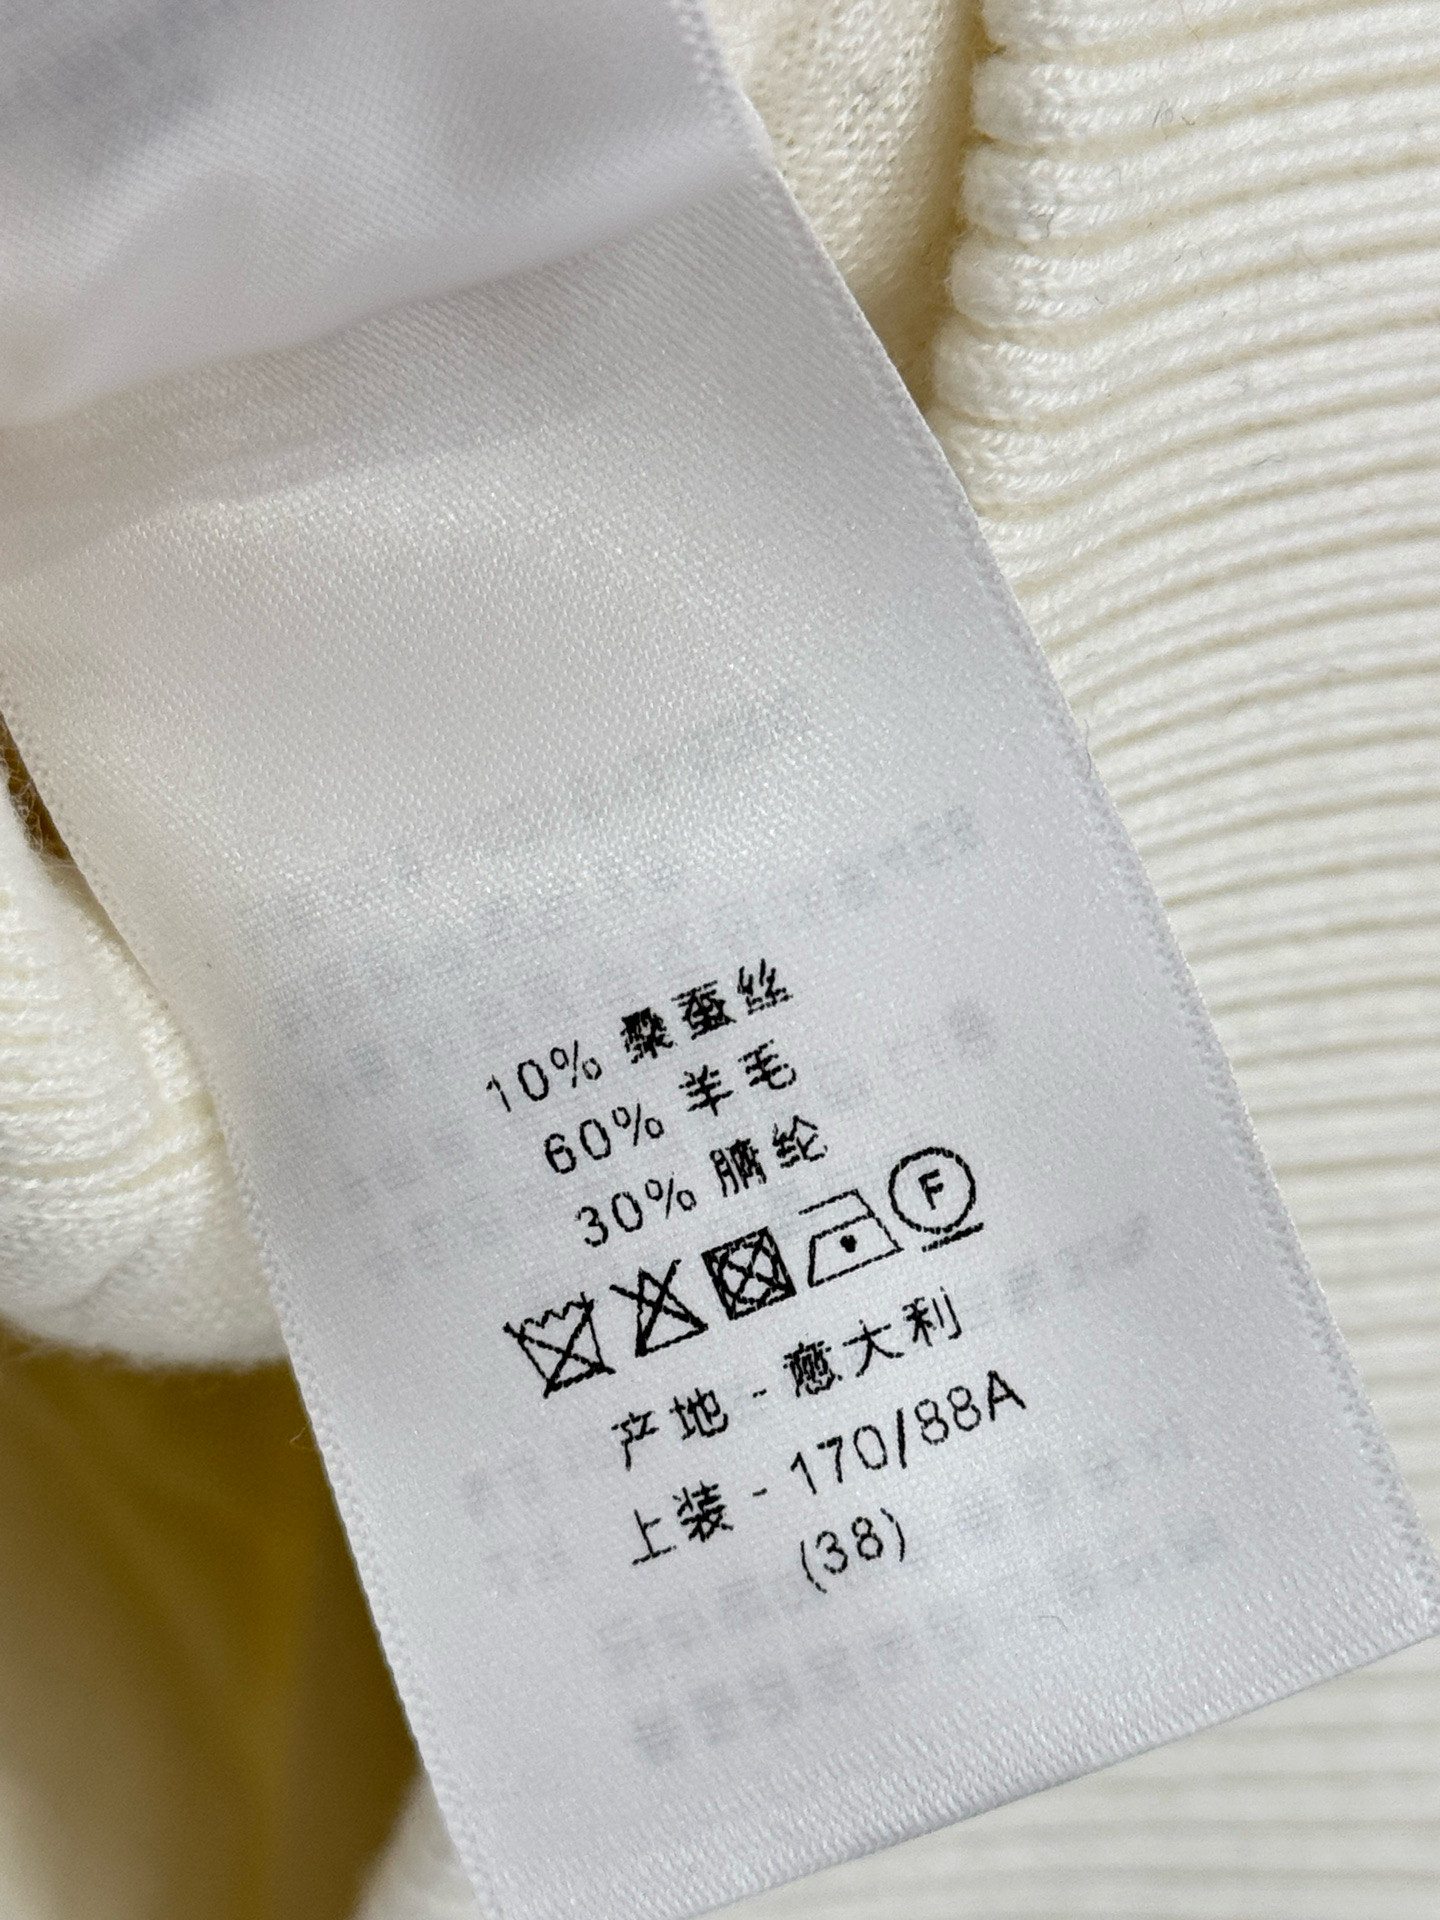 10% 桑蚕丝
60% 羊毛
30% 腈纶
F
产地 - 意大利
上装 - 170/88A
(38)